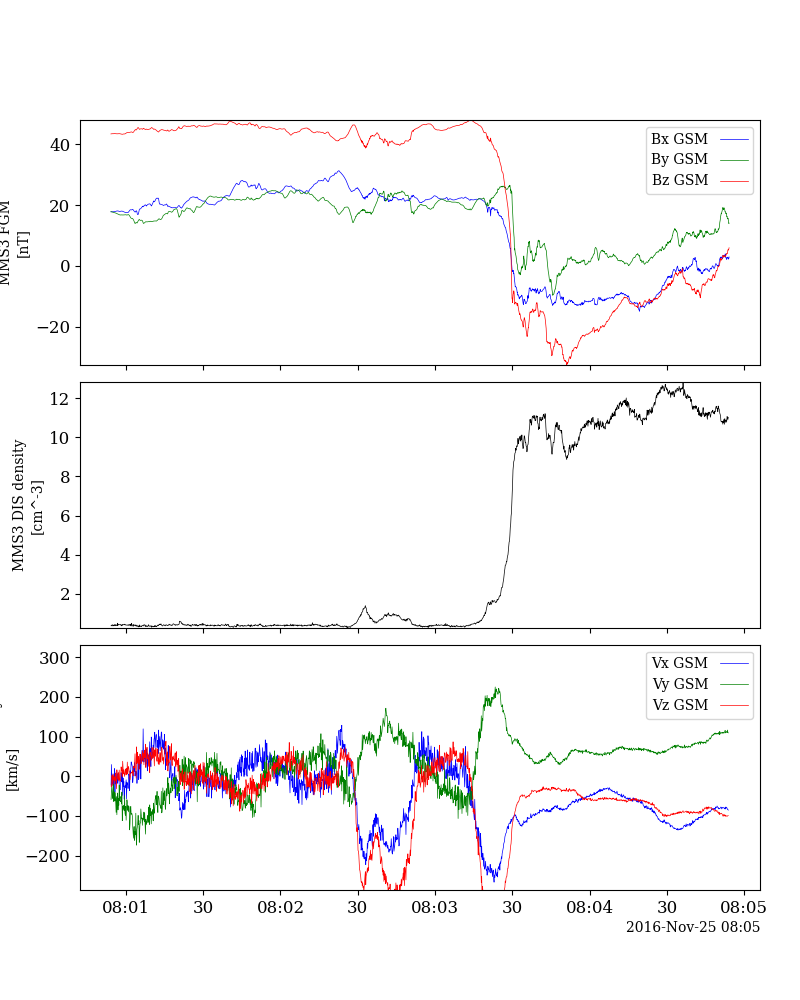 40
20
0
−20
MMS3 FGM
[nT]
Bx GSM
By GSM
Bz GSM
12
10
8
6
4
2
MMS3 DIS density
[cm^-3]
300
200
100
0
−100
−200
[km/s]
Vx GSM
Vy GSM
Vz GSM
08:01 30 08:02 30 08:03 30 08:04 30 08:05
2016-Nov-25 08:05